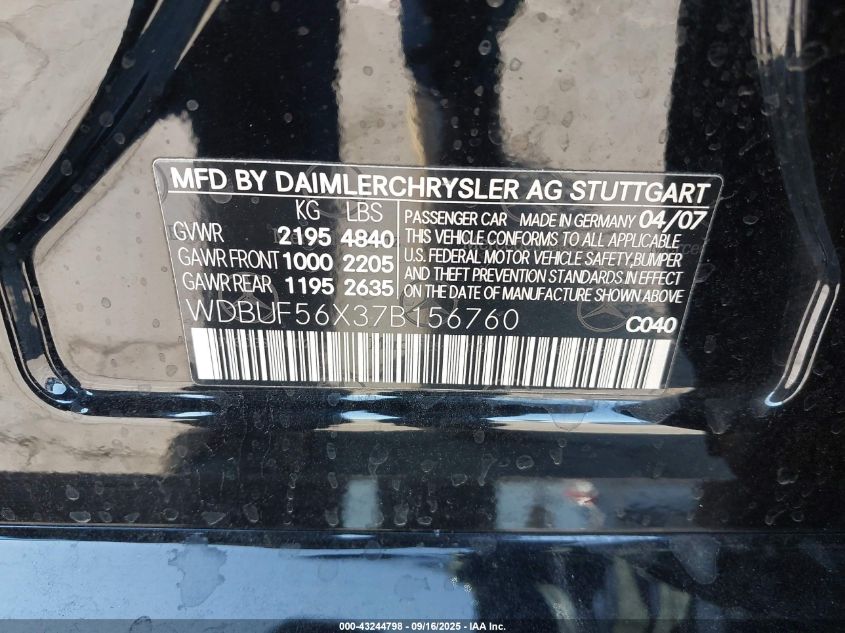 MFD BY DAIMLERCHRYSLER AG STUTTGART
KG LBS
GVWR 2195 4840
GAWR FRONT 1000 2205
GAWR REAR 1195 2635
PASSENGER CAR MADE IN GERMANY 04/07
THIS VEHICLE CONFORMS TO ALL APPLICABLE
U.S. FEDERAL MOTOR VEHICLE SAFETY,BUMPER
AND THEFT PREVENTION STANDARDS IN EFFECT
ON THE DATE OF MANUFACTURE SHOWN ABOVE
WDBUF56X37B156760
C040
000-43244798 - 09/16/2025 - IAA Inc.